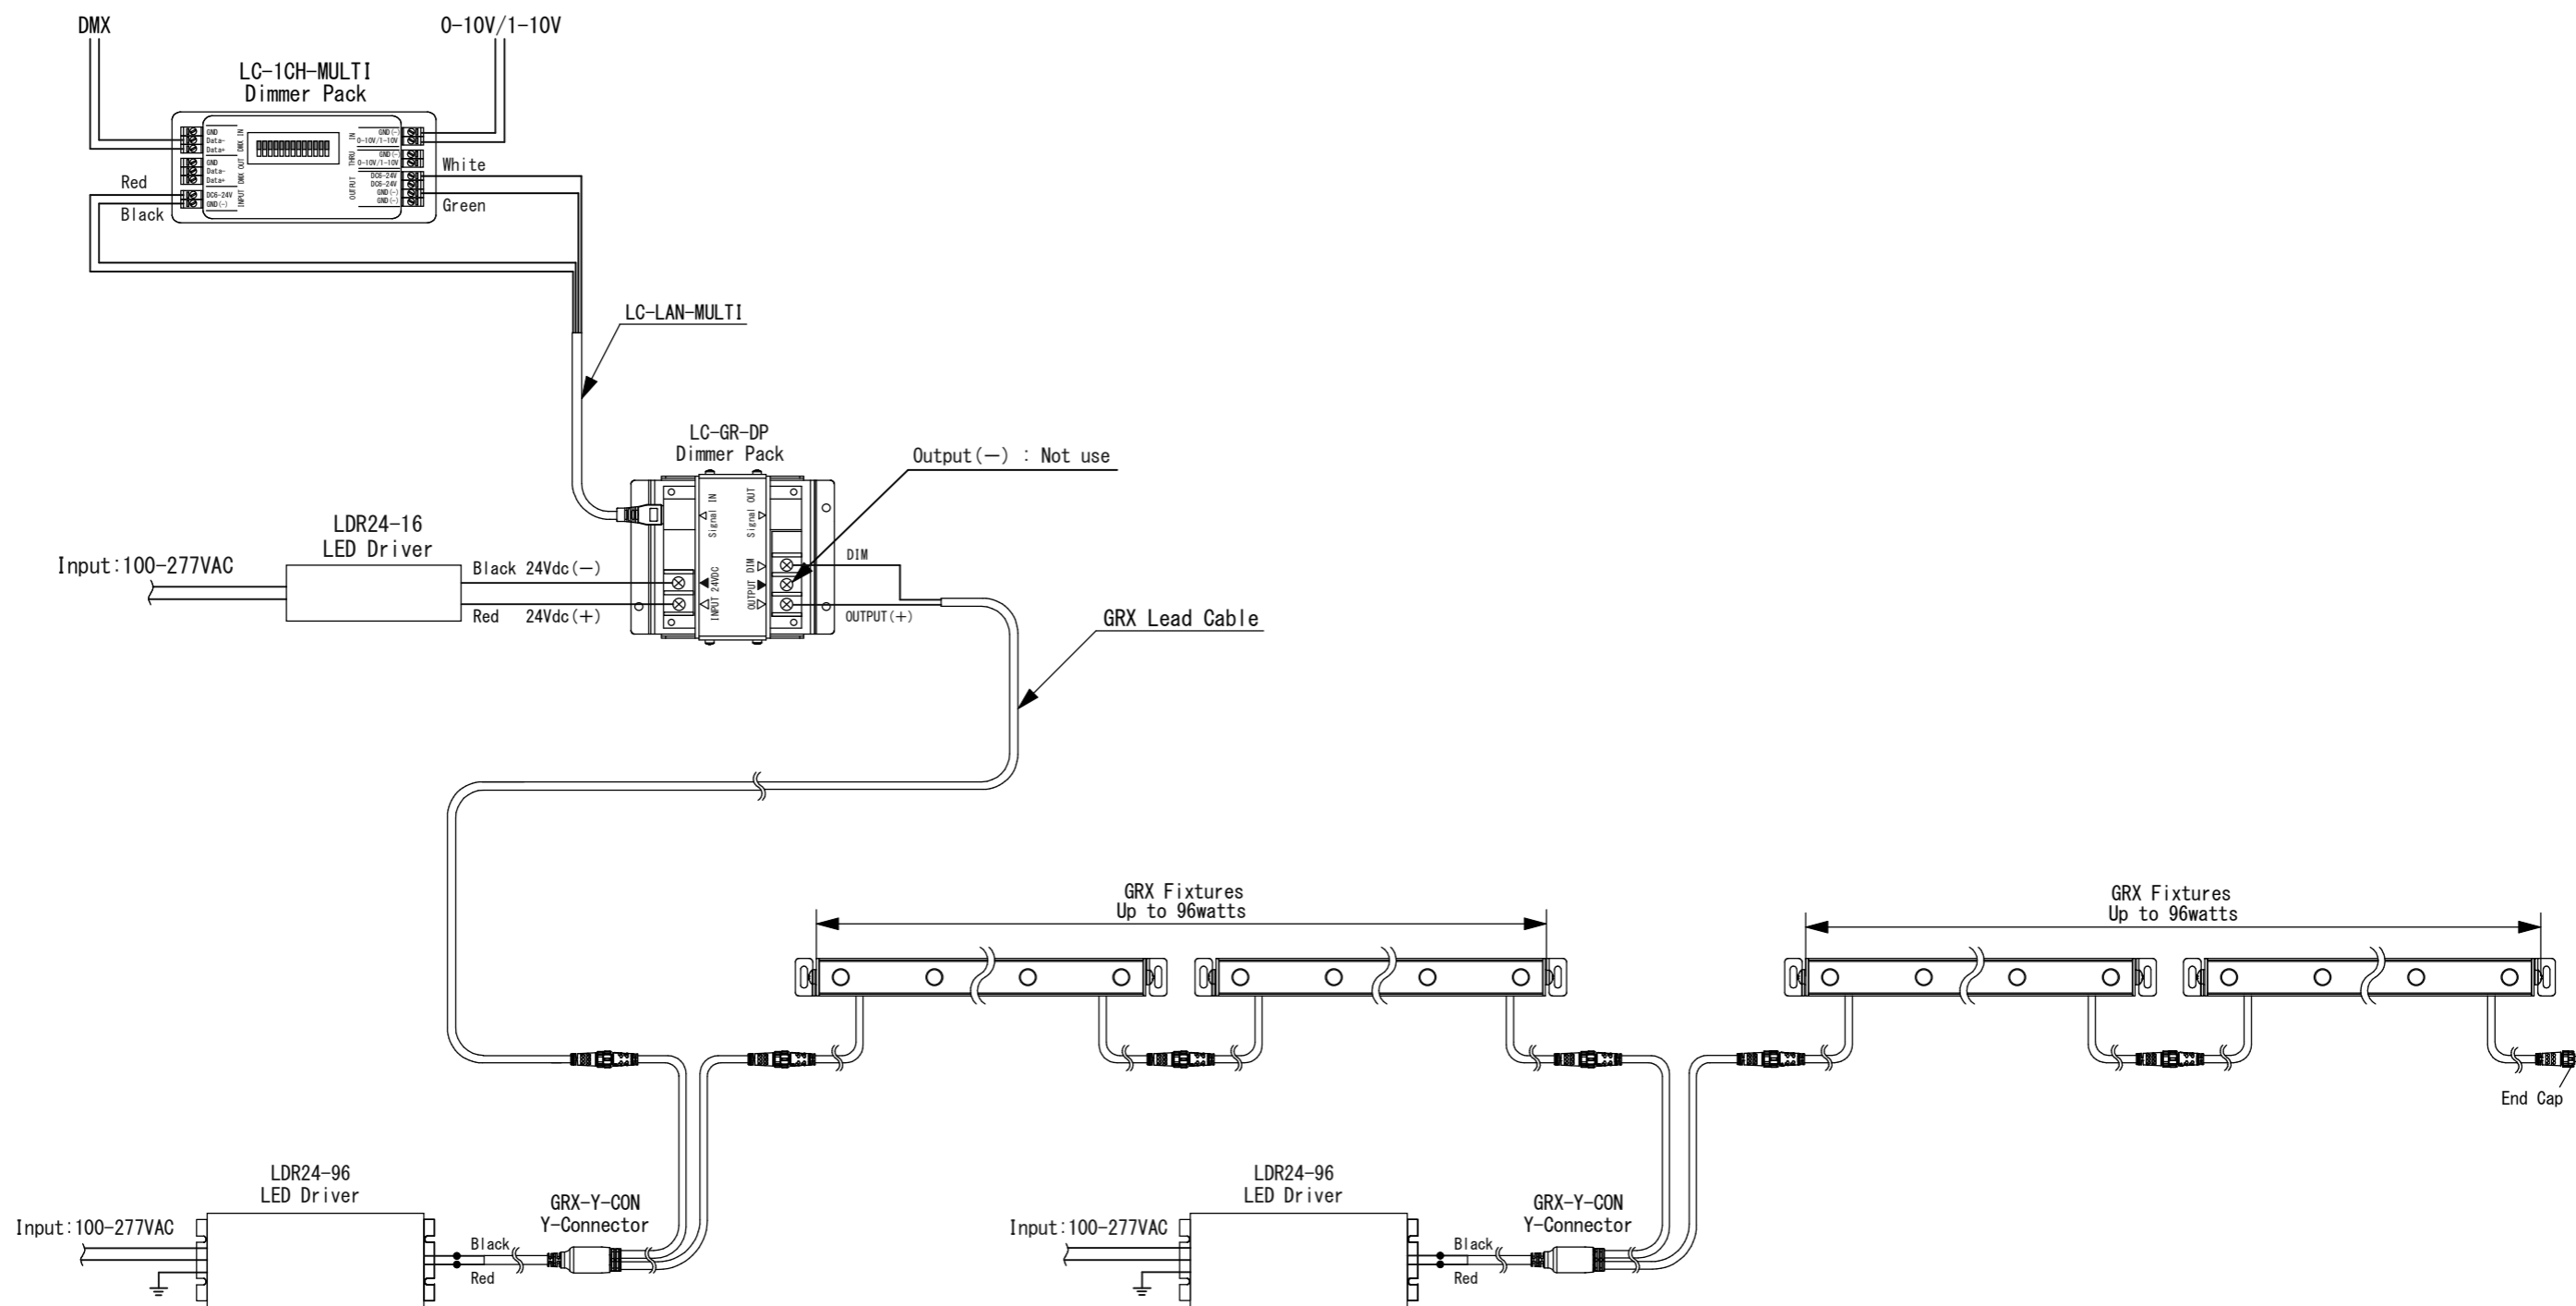 DMX
0-10V/1-10V
LC-1CH-MULTI
Dimmer Pack
GND
Data-
Data+
DMX IN
GND
Data-
Data+
DMX OUT
DC6-24V
GND(-)
INPUT
GND(-)
0-10V/1-10V
IN
GND(-)
0-10V/1-10V
THRU
DC6-24V
DC6-24V
GND(-)
GND(-)
OUTPUT
Red
Black
White
Green
LC-LAN-MULTI
LC-GR-DP
Dimmer Pack
Output(−) : Not use
Signal IN
Signal OUT
INPUT 24VDC
OUTPUT
DIM
LDR24-16
LED Driver
Input:100-277VAC
Black 24Vdc(−)
Red 24Vdc(+)
DIM
OUTPUT(+)
GRX Lead Cable
GRX Fixtures
Up to 96watts
GRX Fixtures
Up to 96watts
End Cap
LDR24-96
LED Driver
Input:100-277VAC
GRX-Y-CON
Y-Connector
Black
Red
LDR24-96
LED Driver
Input:100-277VAC
GRX-Y-CON
Y-Connector
Black
Red